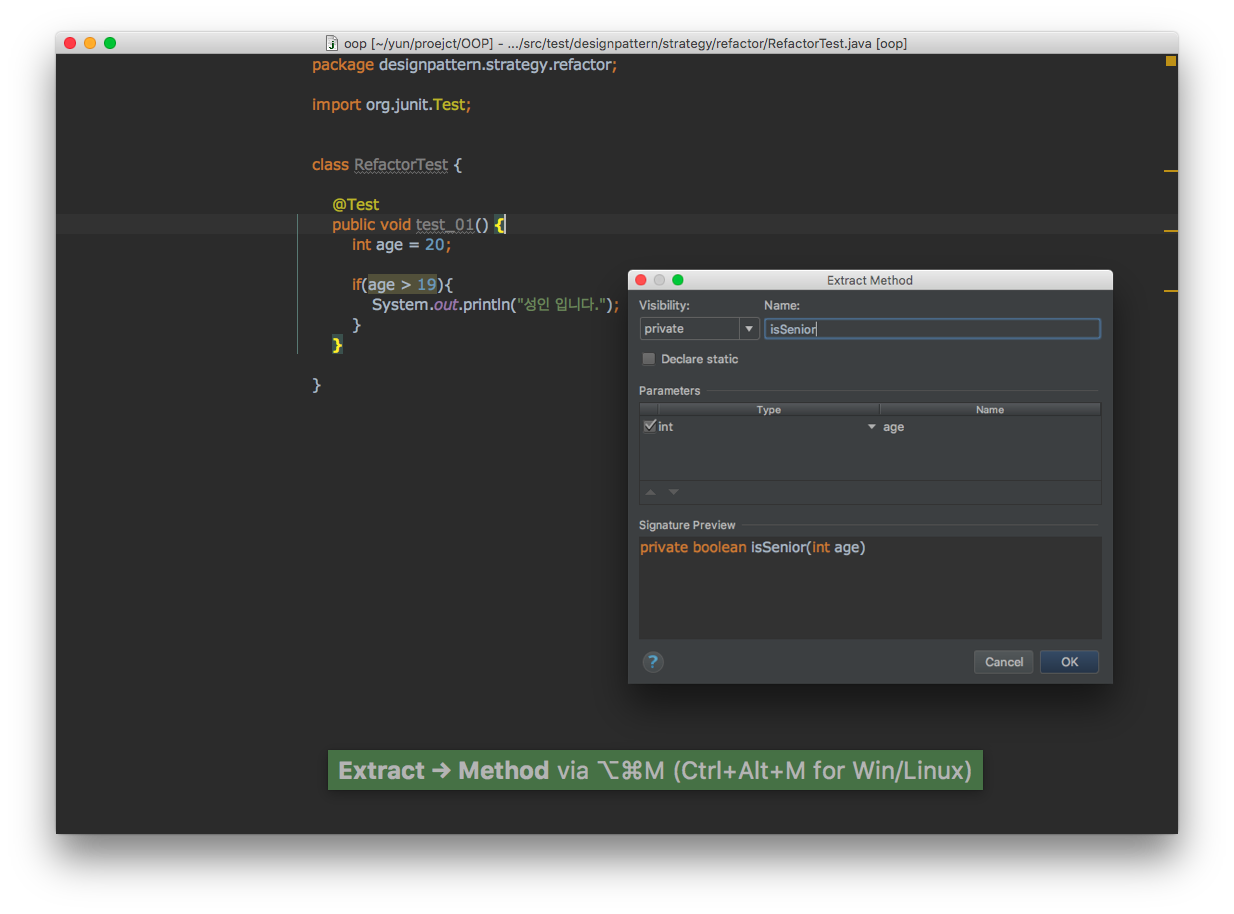 oop [~/yun/proejct/OOP] - .../src/test/designpattern/strategy/refactor/RefactorTest.java [oop]
package designpattern.strategy.refactor;
import org.junit.Test;
class RefactorTest {
@Test
public void test_01() {
int age = 20;
if(age > 19){
System.out.println("성인 입니다.");
}
}
}
Extract Method
Visibility: Name:
private isSenior
Declare static
Parameters
Type Name
int age
Signature Preview
private boolean isSenior(int age)
? Cancel OK
Extract → Method via ⌥⌘M (Ctrl+Alt+M for Win/Linux)